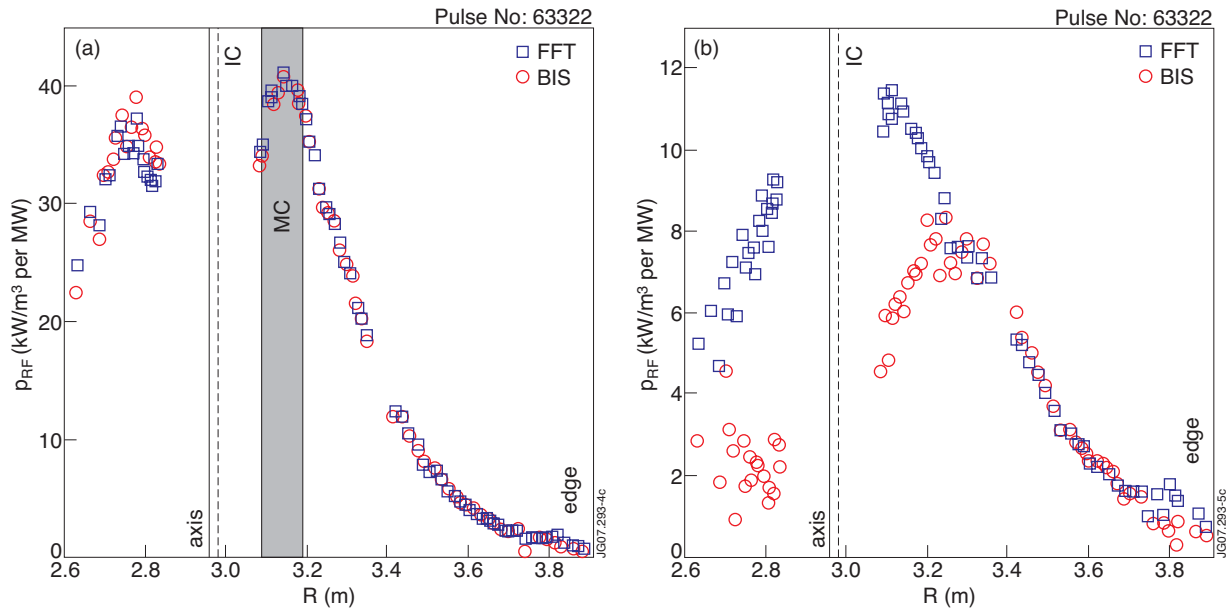 Pulse No: 63322
(a)
IC
FFT
BIS
MC
axis
edge
p_RF (kW/m³ per MW)
40
30
20
10
0
2.6 2.8 3.0 3.2 3.4 3.6 3.8
R (m)
JG07.293-4c
Pulse No: 63322
(b)
IC
FFT
BIS
axis
edge
p_RF (kW/m³ per MW)
12
10
8
6
4
2
0
2.6 2.8 3.0 3.2 3.4 3.6 3.8
R (m)
JG07.293-5c